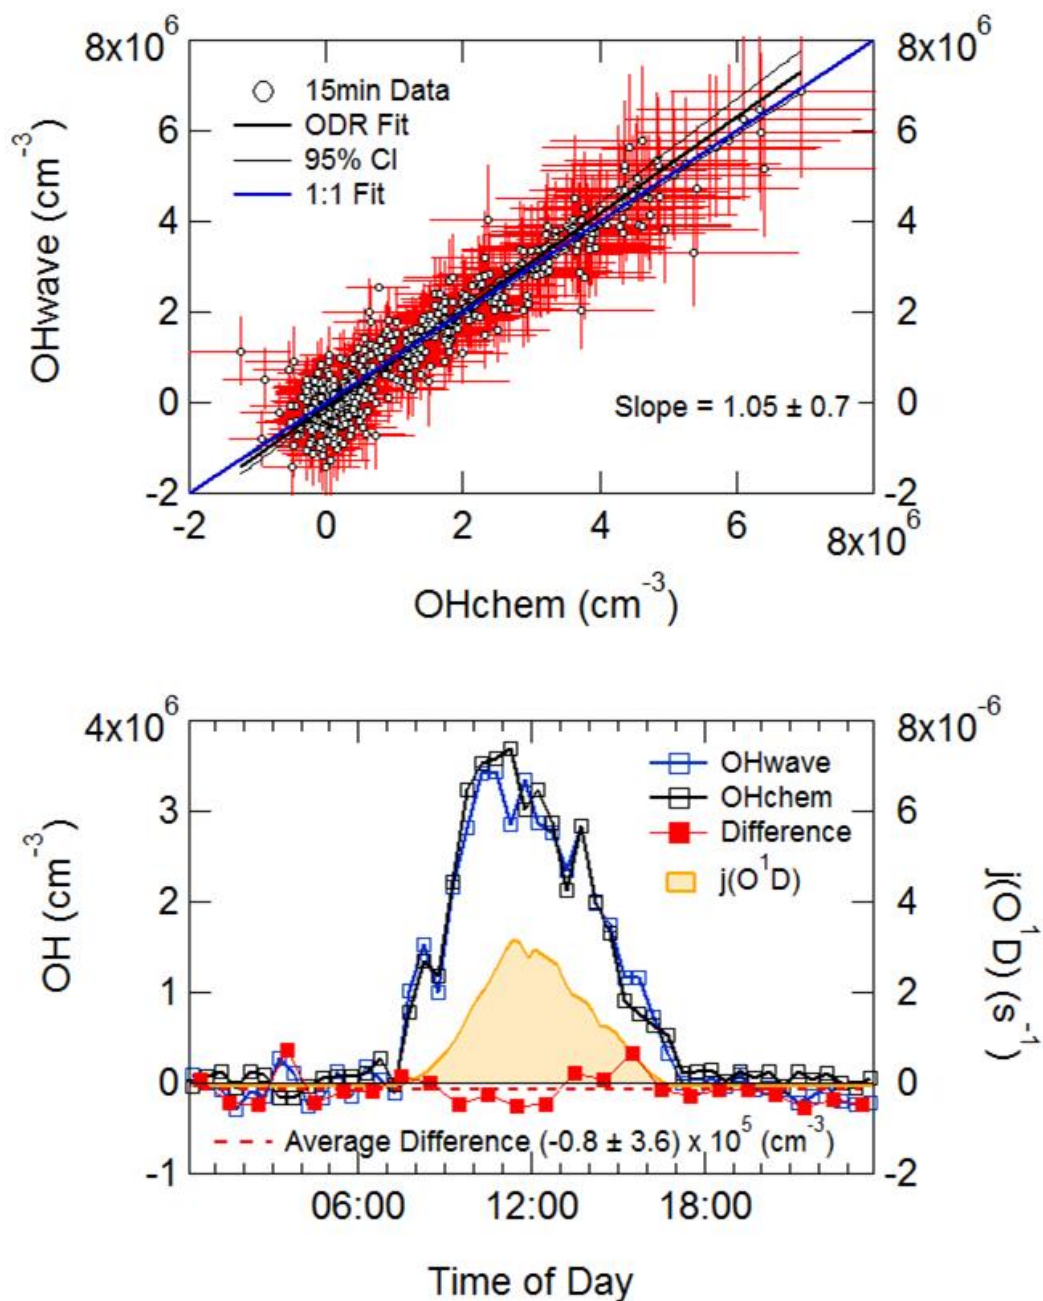 8x10^6
8x10^6
15min Data
ODR Fit
95% CI
1:1 Fit
6
6
4
4
2
2
0
0
Slope = 1.05 ± 0.7
-2
-2
-2
0
2
4
6
8x10^6
OHwave (cm^-3)
OHchem (cm^-3)
4x10^6
8x10^-6
OHwave
OHchem
Difference
j(O^1D)
3
6
2
4
1
2
0
0
Average Difference (-0.8 ± 3.6) x 10^5 (cm^-3)
-1
-2
06:00
12:00
18:00
OH (cm^-3)
j(O^1D) (s^-1)
Time of Day